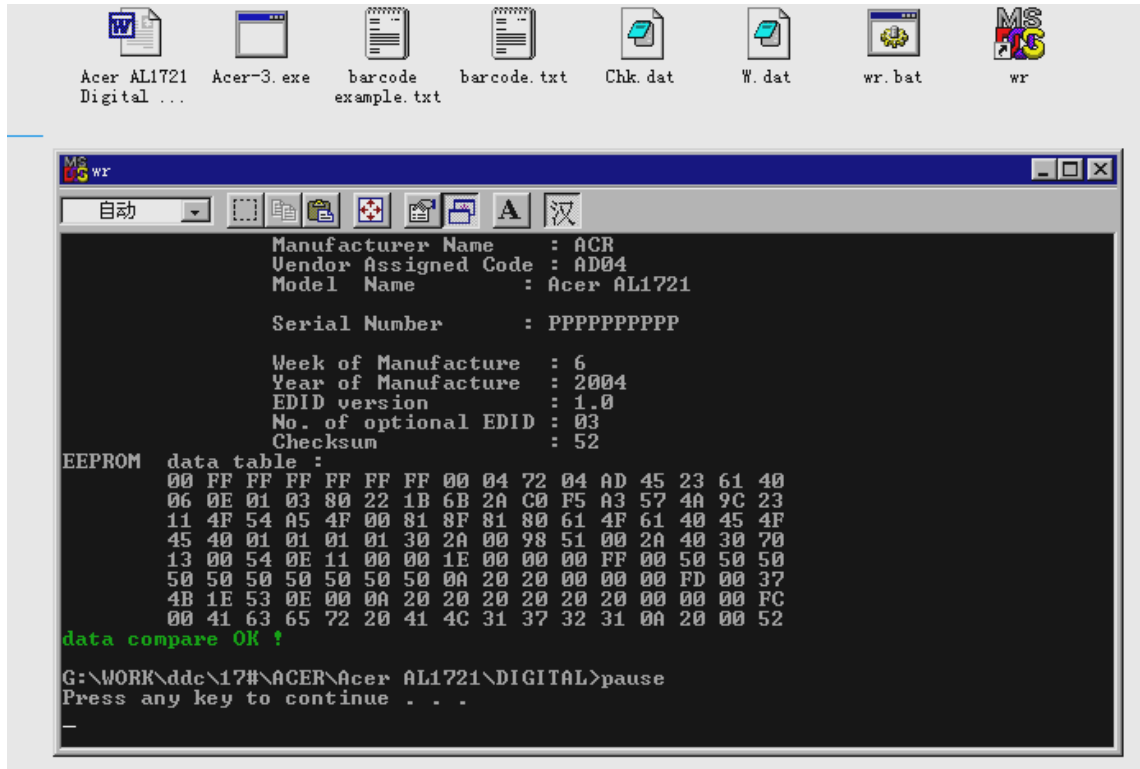 Acer AL1721 Digital ...
Acer-3.exe
barcode example.txt
barcode.txt
Chk.dat
W.dat
wr.bat
MS DOS
wr
MS DOS wr
自动
A
汉
Manufacturer Name : ACR
Vendor Assigned Code : AD04
Model Name : Acer AL1721
Serial Number : PPPPPPPPPP
Week of Manufacture : 6
Year of Manufacture : 2004
EDID version : 1.0
No. of optional EDID : 03
Checksum : 52
EEPROM data table :
00 FF FF FF FF FF FF 00 04 72 04 AD 45 23 61 40
06 0E 01 03 80 22 1B 6B 2A C0 F5 A3 57 4A 9C 23
11 4F 54 A5 4F 00 81 8F 81 80 61 4F 61 40 45 4F
45 40 01 01 01 01 30 2A 00 98 51 00 2A 40 30 70
13 00 54 0E 11 00 00 1E 00 00 00 FF 00 50 50 50
50 50 50 50 50 50 50 0A 20 20 00 00 00 FD 00 37
4B 1E 53 0E 00 0A 20 20 20 20 20 20 00 00 00 FC
00 41 63 65 72 20 41 4C 31 37 32 31 0A 20 00 52
data compare OK !
G:\WORK\ddc\17#\ACER\Acer AL1721\DIGITAL>pause
Press any key to continue . . .